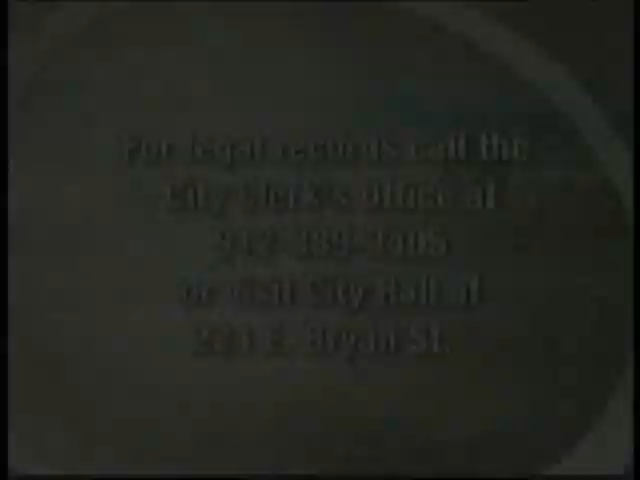 For legal records call the
City Clerk's Office at
or visit City Hall at
E. Bryan St.